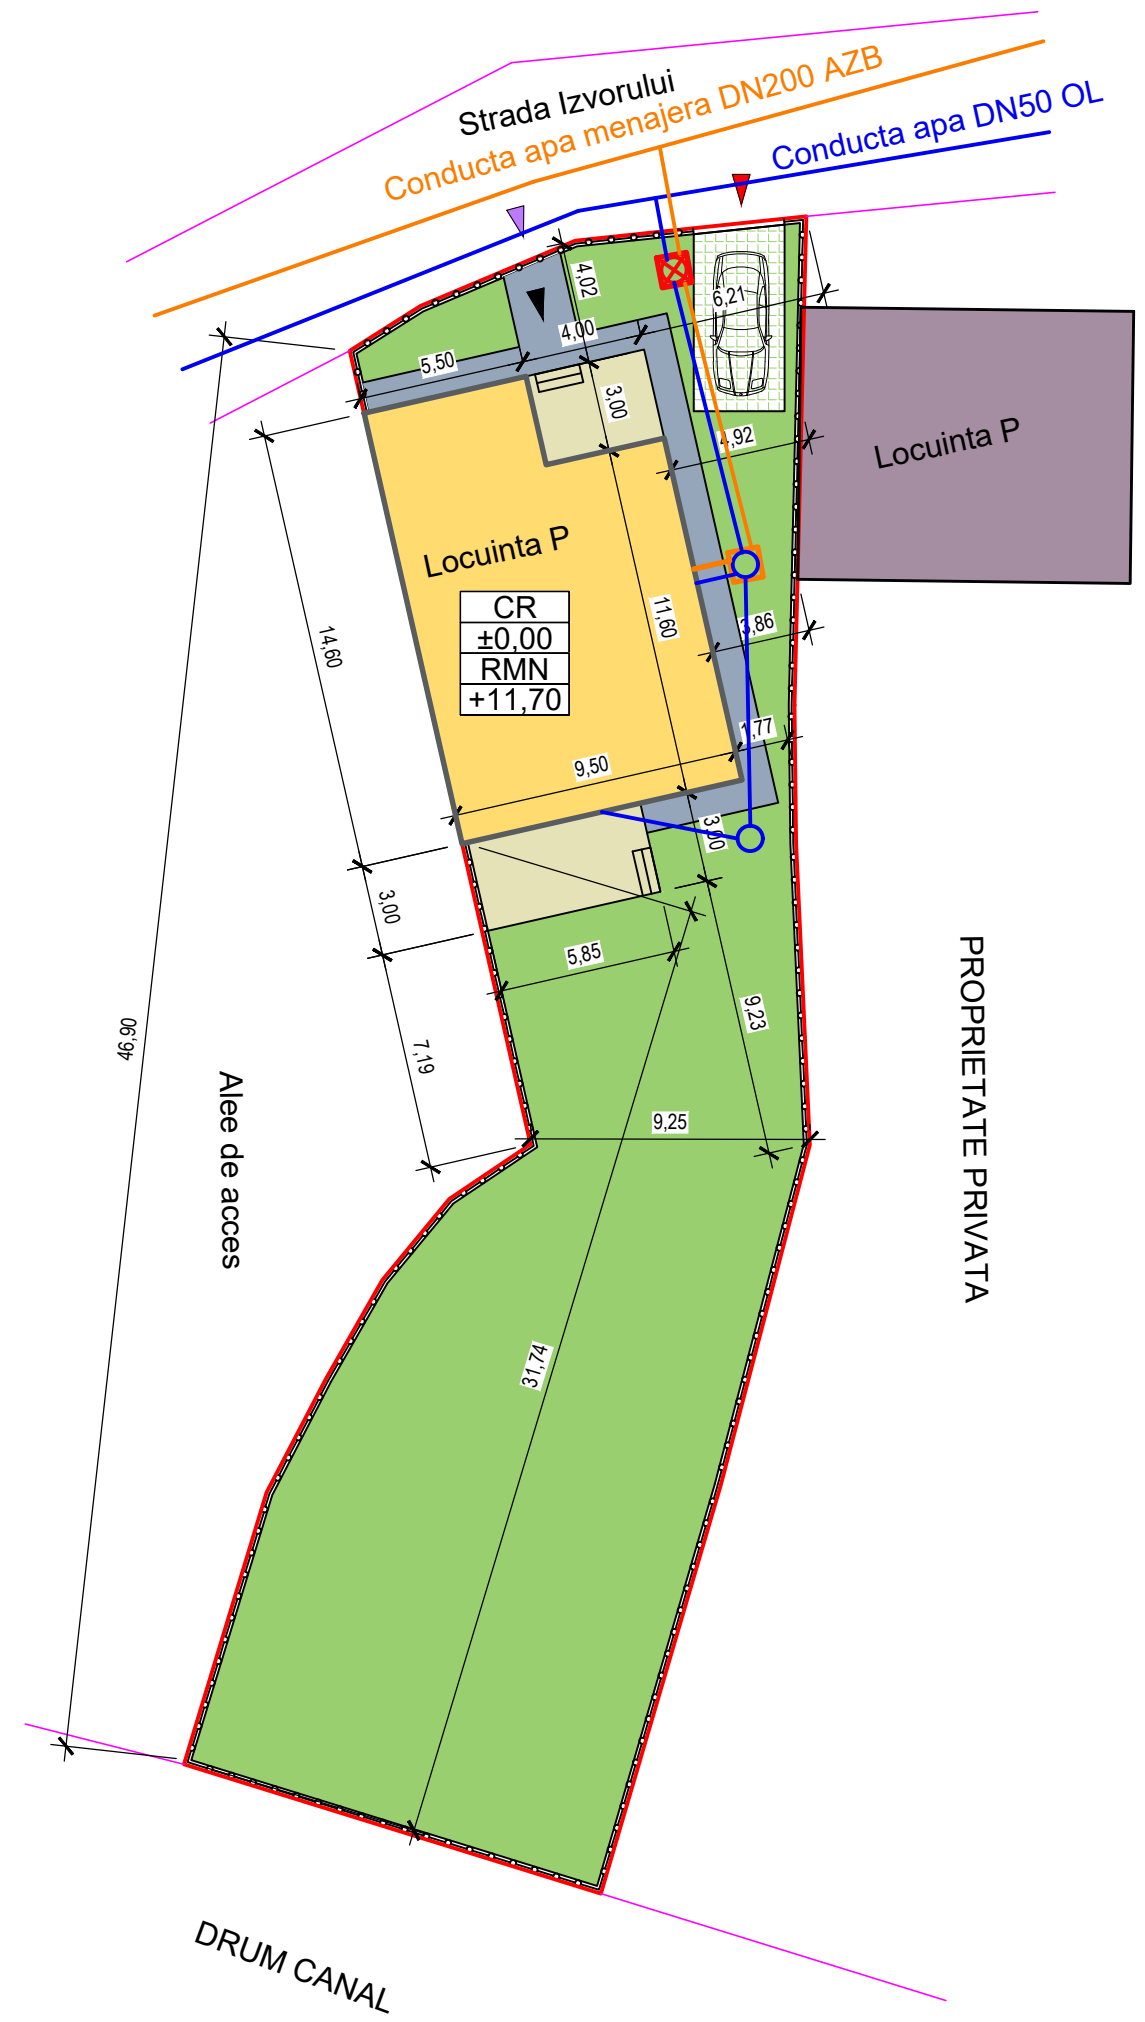 Strada Izvorului
Conducta apa menajera DN200 AZB
Conducta apa DN50 OL
4,02
6,21
4,00
5,50
3,00
4,92
Locuinta P
Locuinta P
CR
±0,00
RMN
+11,70
14,60
11,60
3,86
1,77
9,50
3,00
3,00
5,85
9,23
7,19
46,90
9,25
Alee de acces
PROPRIETATE PRIVATA
31,74
DRUM CANAL